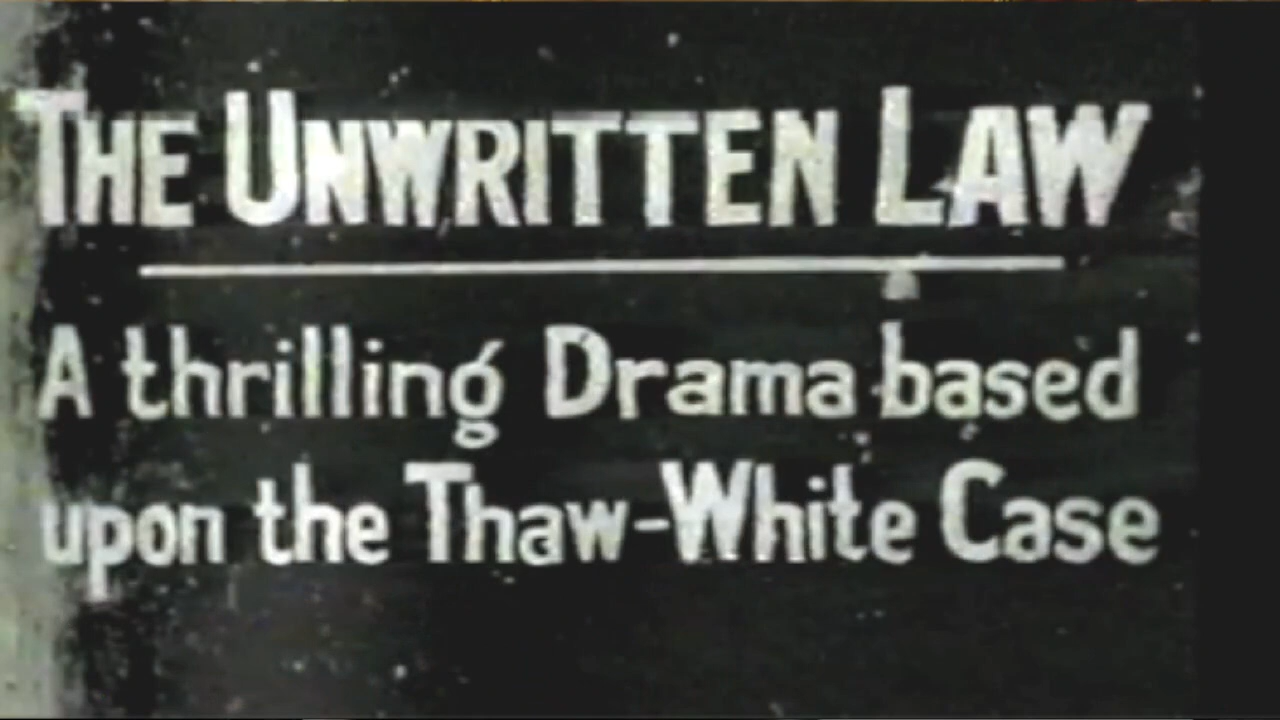 THE UNWRITTEN LAW
A thrilling Drama based
upon the Thaw-White Case